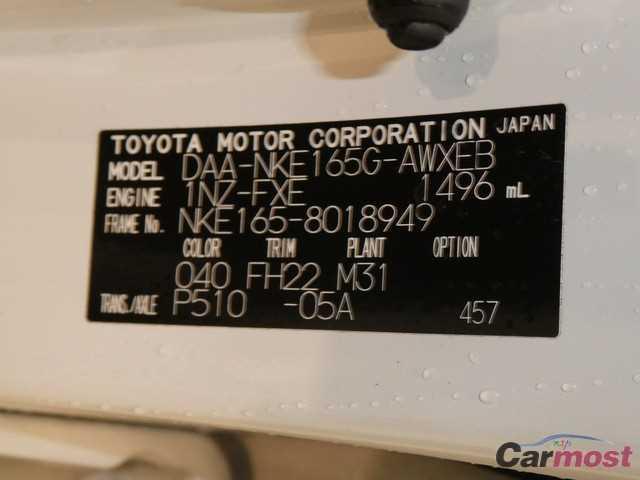 TOYOTA MOTOR CORPORATION JAPAN
MODEL DAA-NKE165G-AWXEB
ENGINE 1NZ-FXE 1496 mL
FRAME No. NKE165-8018949
COLOR TRIM PLANT OPTION
040 FH22 M31
TRANS./AXLE P510 -05A 457
Carmost